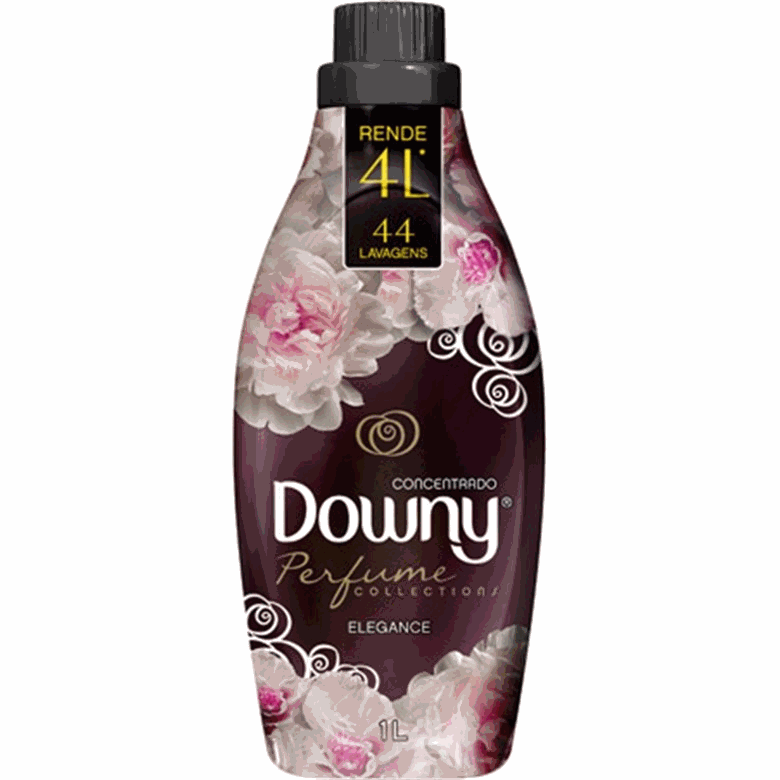 RENDE
4L*
44
LAVAGENS
CONCENTRADO
Downy®
Perfume
COLLECTIONS
ELEGANCE
1L